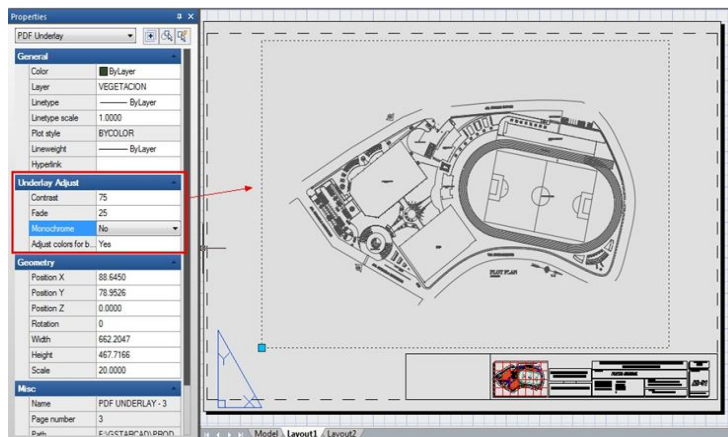 Properties
PDF Underlay
General
Color ByLayer
Layer VEGETACION
Linetype ByLayer
Linetype scale 1.0000
Plot style BYCOLOR
Lineweight ByLayer
Hyperlink
Underlay Adjust
Contrast 75
Fade 25
Monochrome No
Adjust colors for b... Yes
Geometry
Position X 88.6450
Position Y 78.9526
Position Z 0.0000
Rotation 0
Width 662.2047
Height 467.7166
Scale 20.0000
Misc
Name PDF UNDERLAY - 3
Page number 3
Path E:\GSTARCAD\PROD
PLOT PLAN
Y
X
Model Layout1 Layout2